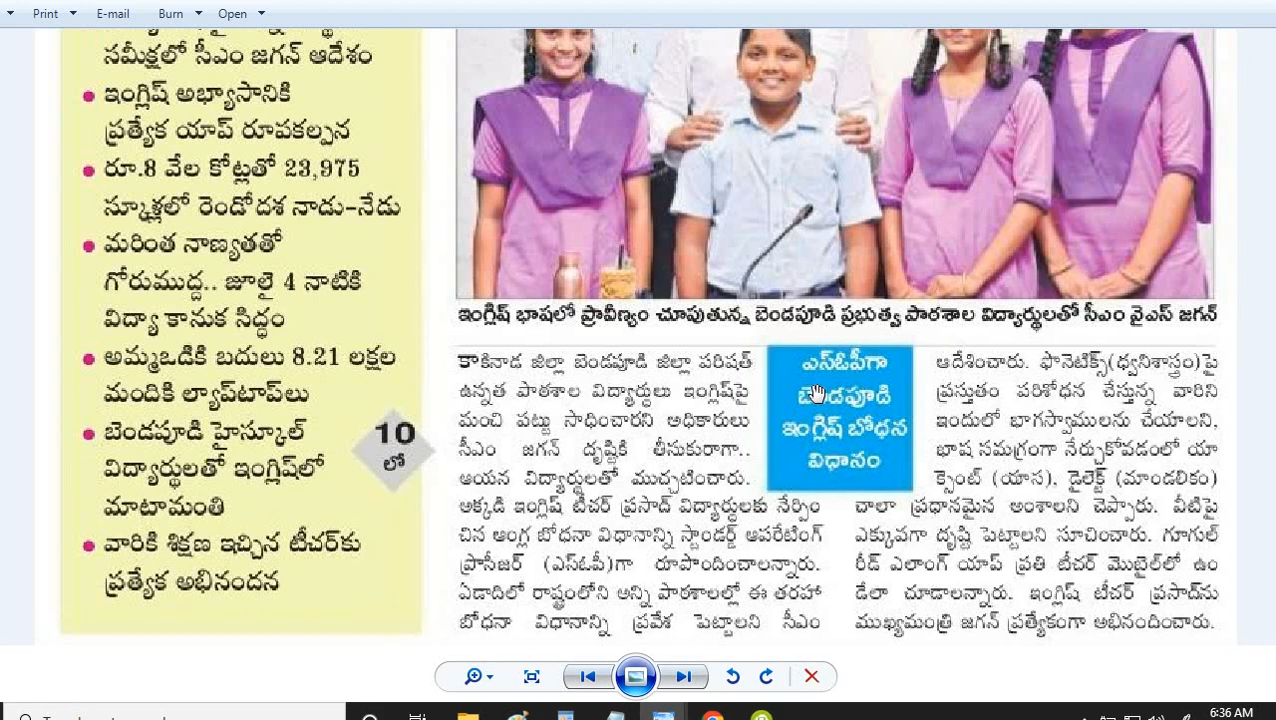 Print
E-mail
Burn
Open
సమీక్షలో సీఎం జగన్ ఆదేశం
• ఇంగ్లిష్ అభ్యాసానికి
ప్రత్యేక యాప్ రూపకల్పన
• రూ.8 వేల కోట్లతో 23,975
స్కూళ్లలో రెండోదశ నాడు-నేడు
• మరింత నాణ్యతతో
గోరుముద్ద.. జూలై 4 నాటికి
విద్యా కానుక సిద్ధం
• అమ్మఒడికి బదులు 8.21 లక్షల
మందికి ల్యాప్‌టాప్‌లు
• బెండపూడి హైస్కూల్
విద్యార్థులతో ఇంగ్లిష్‌లో
మాటామంతి
• వారికి శిక్షణ ఇచ్చిన టీచర్‌కు
ప్రత్యేక అభినందన
10
లో
ఇంగ్లిష్ భాషలో ప్రావీణ్యం చూపుతున్న బెండపూడి ప్రభుత్వ పాఠశాల విద్యార్థులతో సీఎం వైఎస్ జగన్
కాకినాడ జిల్లా బెండపూడి జిల్లా పరిషత్
ఉన్నత పాఠశాల విద్యార్థులు ఇంగ్లిష్‌పై
మంచి పట్టు సాధించారని అధికారులు
సీఎం జగన్ దృష్టికి తీసుకురాగా..
ఆయన విద్యార్థులతో ముచ్చటించారు.
అక్కడి ఇంగ్లిష్ టీచర్ ప్రసాద్ విద్యార్థులకు నేర్పిం
చిన ఆంగ్ల బోధనా విధానాన్ని స్టాండర్డ్ ఆపరేటింగ్
ప్రొసీజర్ (ఎస్ఓపీ)గా రూపొందించాలన్నారు.
ఏడాదిలో రాష్ట్రంలోని అన్ని పాఠశాలల్లో ఈ తరహా
బోధనా విధానాన్ని ప్రవేశ పెట్టాలని సీఎం
ఎస్ఓపీగా
బెండపూడి
ఇంగ్లిష్ బోధన
విధానం
ఆదేశించారు. ఫొనెటిక్స్(ధ్వనిశాస్త్రం)పై
ప్రస్తుతం పరిశోధన చేస్తున్న వారిని
ఇందులో భాగస్వాములను చేయాలని,
భాష సమగ్రంగా నేర్చుకోవడంలో యా
క్సెంట్ (యాస), డైలెక్ట్ (మాండలికం)
చాలా ప్రధానమైన అంశాలని చెప్పారు. వీటిపై
ఎక్కువగా దృష్టి పెట్టాలని సూచించారు. గూగుల్
రీడ్ ఎలాంగ్ యాప్ ప్రతి టీచర్ మొబైల్‌లో ఉం
డేలా చూడాలన్నారు. ఇంగ్లిష్ టీచర్ ప్రసాద్‌ను
ముఖ్యమంత్రి జగన్ ప్రత్యేకంగా అభినందించారు.
6:36 AM